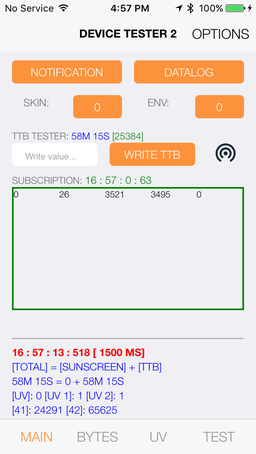 No Service 4:57 PM 100%
DEVICE TESTER 2 OPTIONS
NOTIFICATION DATALOG
SKIN: 0 ENV: 0
TTB TESTER: 58M 15S [25384]
Write value... WRITE TTB
SUBSCRIPTION: 16 : 57 : 0 : 63
0 26 3521 3495 0
16 : 57 : 13 : 518 [ 1500 MS]
[TOTAL] = [SUNSCREEN] + [TTB]
58M 15S = 0 + 58M 15S
[UV]: 0 [UV 1]: 1 [UV 2]: 1
[41]: 24291 [42]: 65625
MAIN BYTES UV TEST